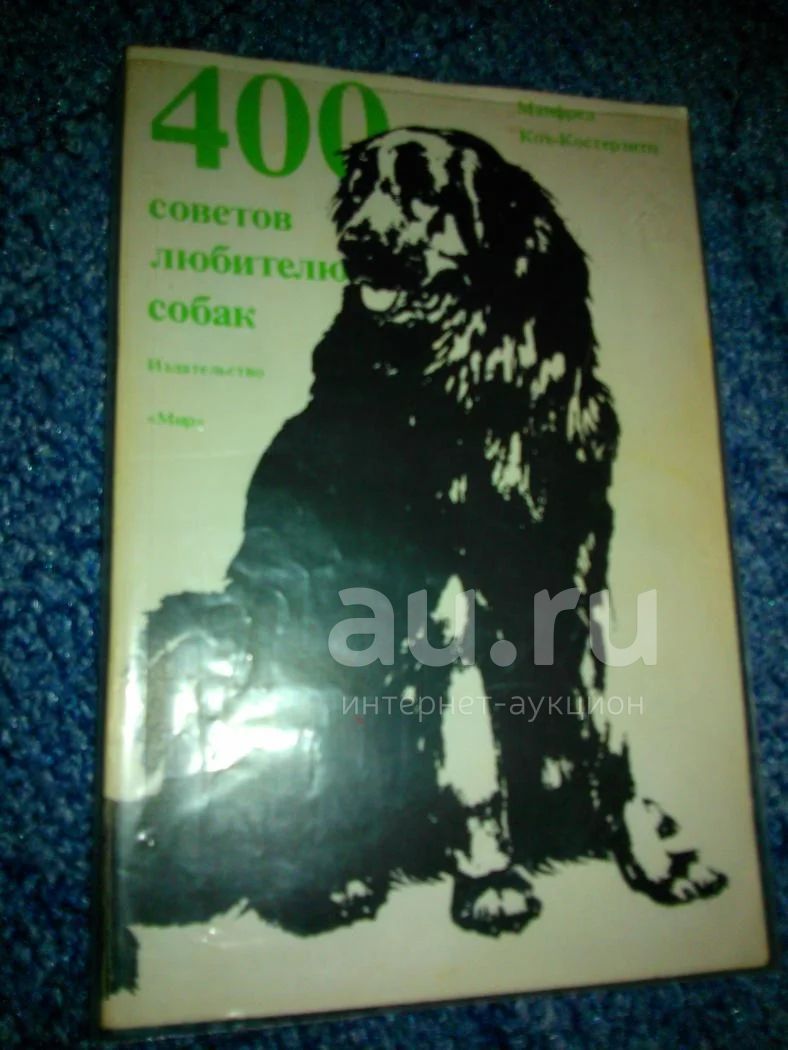 400
советов
любителю
собак
Издательство
«Мир»
Манфред
Кох-Костерзитц
au.ru
интернет-аукцион